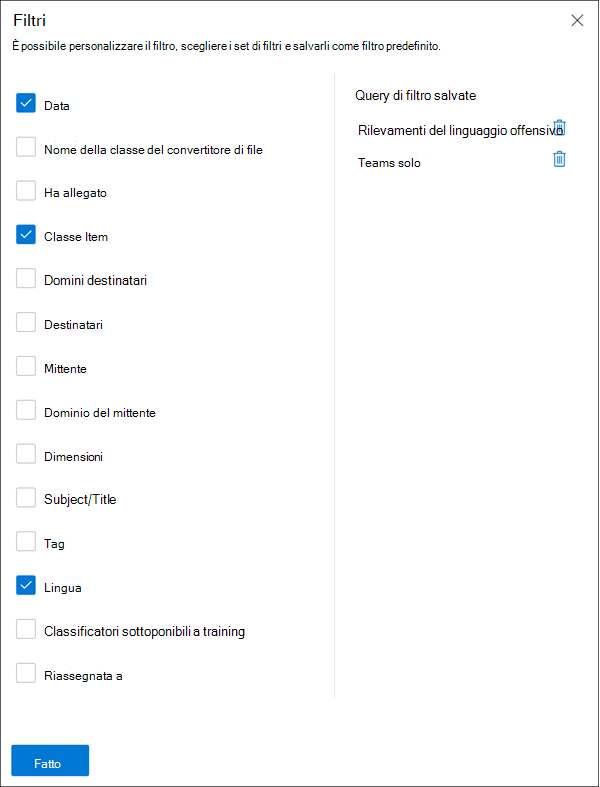 Filtri
È possibile personalizzare il filtro, scegliere i set di filtri e salvarli come filtro predefinito.
Data
Nome della classe del convertitore di file
Ha allegato
Classe Item
Domini destinatari
Destinatari
Mittente
Dominio del mittente
Dimensioni
Subject/Title
Tag
Lingua
Classificatori sottoponibili a training
Riassegnata a
Query di filtro salvate
Rilevamenti del linguaggio offensivo
Teams solo
Fatto